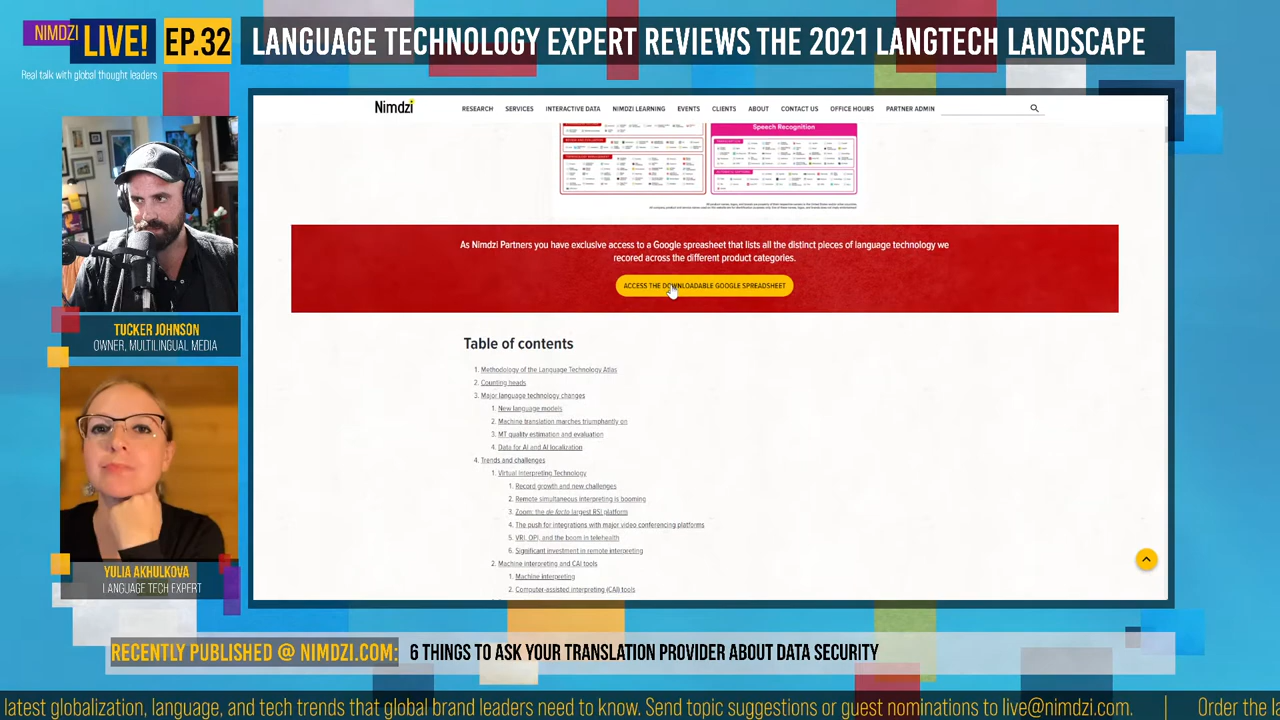 NIMDZI LIVE!
Real talk with global thought leaders
EP.32
LANGUAGE TECHNOLOGY EXPERT REVIEWS THE 2021 LANGTECH LANDSCAPE
TUCKER JOHNSON
OWNER, MULTILINGUAL MEDIA
YULIA AKHULKOVA
LANGUAGE TECH EXPERT
Nimdzi
RESEARCH SERVICES INTERACTIVE DATA NIMDZI LEARNING EVENTS CLIENTS ABOUT CONTACT US OFFICE HOURS PARTNER ADMIN
Speech Recognition
As Nimdzi Partners you have exclusive access to a Google spreasheet that lists all the distinct pieces of language technology we
recored across the different product categories.
ACCESS THE DOWNLOADABLE GOOGLE SPREADSHEET
Table of contents
1. Methodology of the Language Technology Atlas
2. Counting heads
3. Major language technology changes
1. New language models
2. Machine translation marches triumphantly on
3. MT quality estimation and evaluation
4. Data for AI and AI localization
4. Trends and challenges
1. Virtual Interpreting Technology
1. Record growth and new challenges
2. Remote simultaneous interpreting is booming
3. Zoom: the de facto largest RSI platform
4. The push for integrations with major video conferencing platforms
5. VRI, OPI, and the boom in telehealth
6. Significant investment in remote interpreting
2. Machine interpreting and CAI tools
1. Machine interpreting
2. Computer-assisted interpreting (CAI) tools
RECENTLY PUBLISHED @ NIMDZI.COM: 6 THINGS TO ASK YOUR TRANSLATION PROVIDER ABOUT DATA SECURITY
latest globalization, language, and tech trends that global brand leaders need to know. Send topic suggestions or guest nominations to live@nimdzi.com. | Order the la